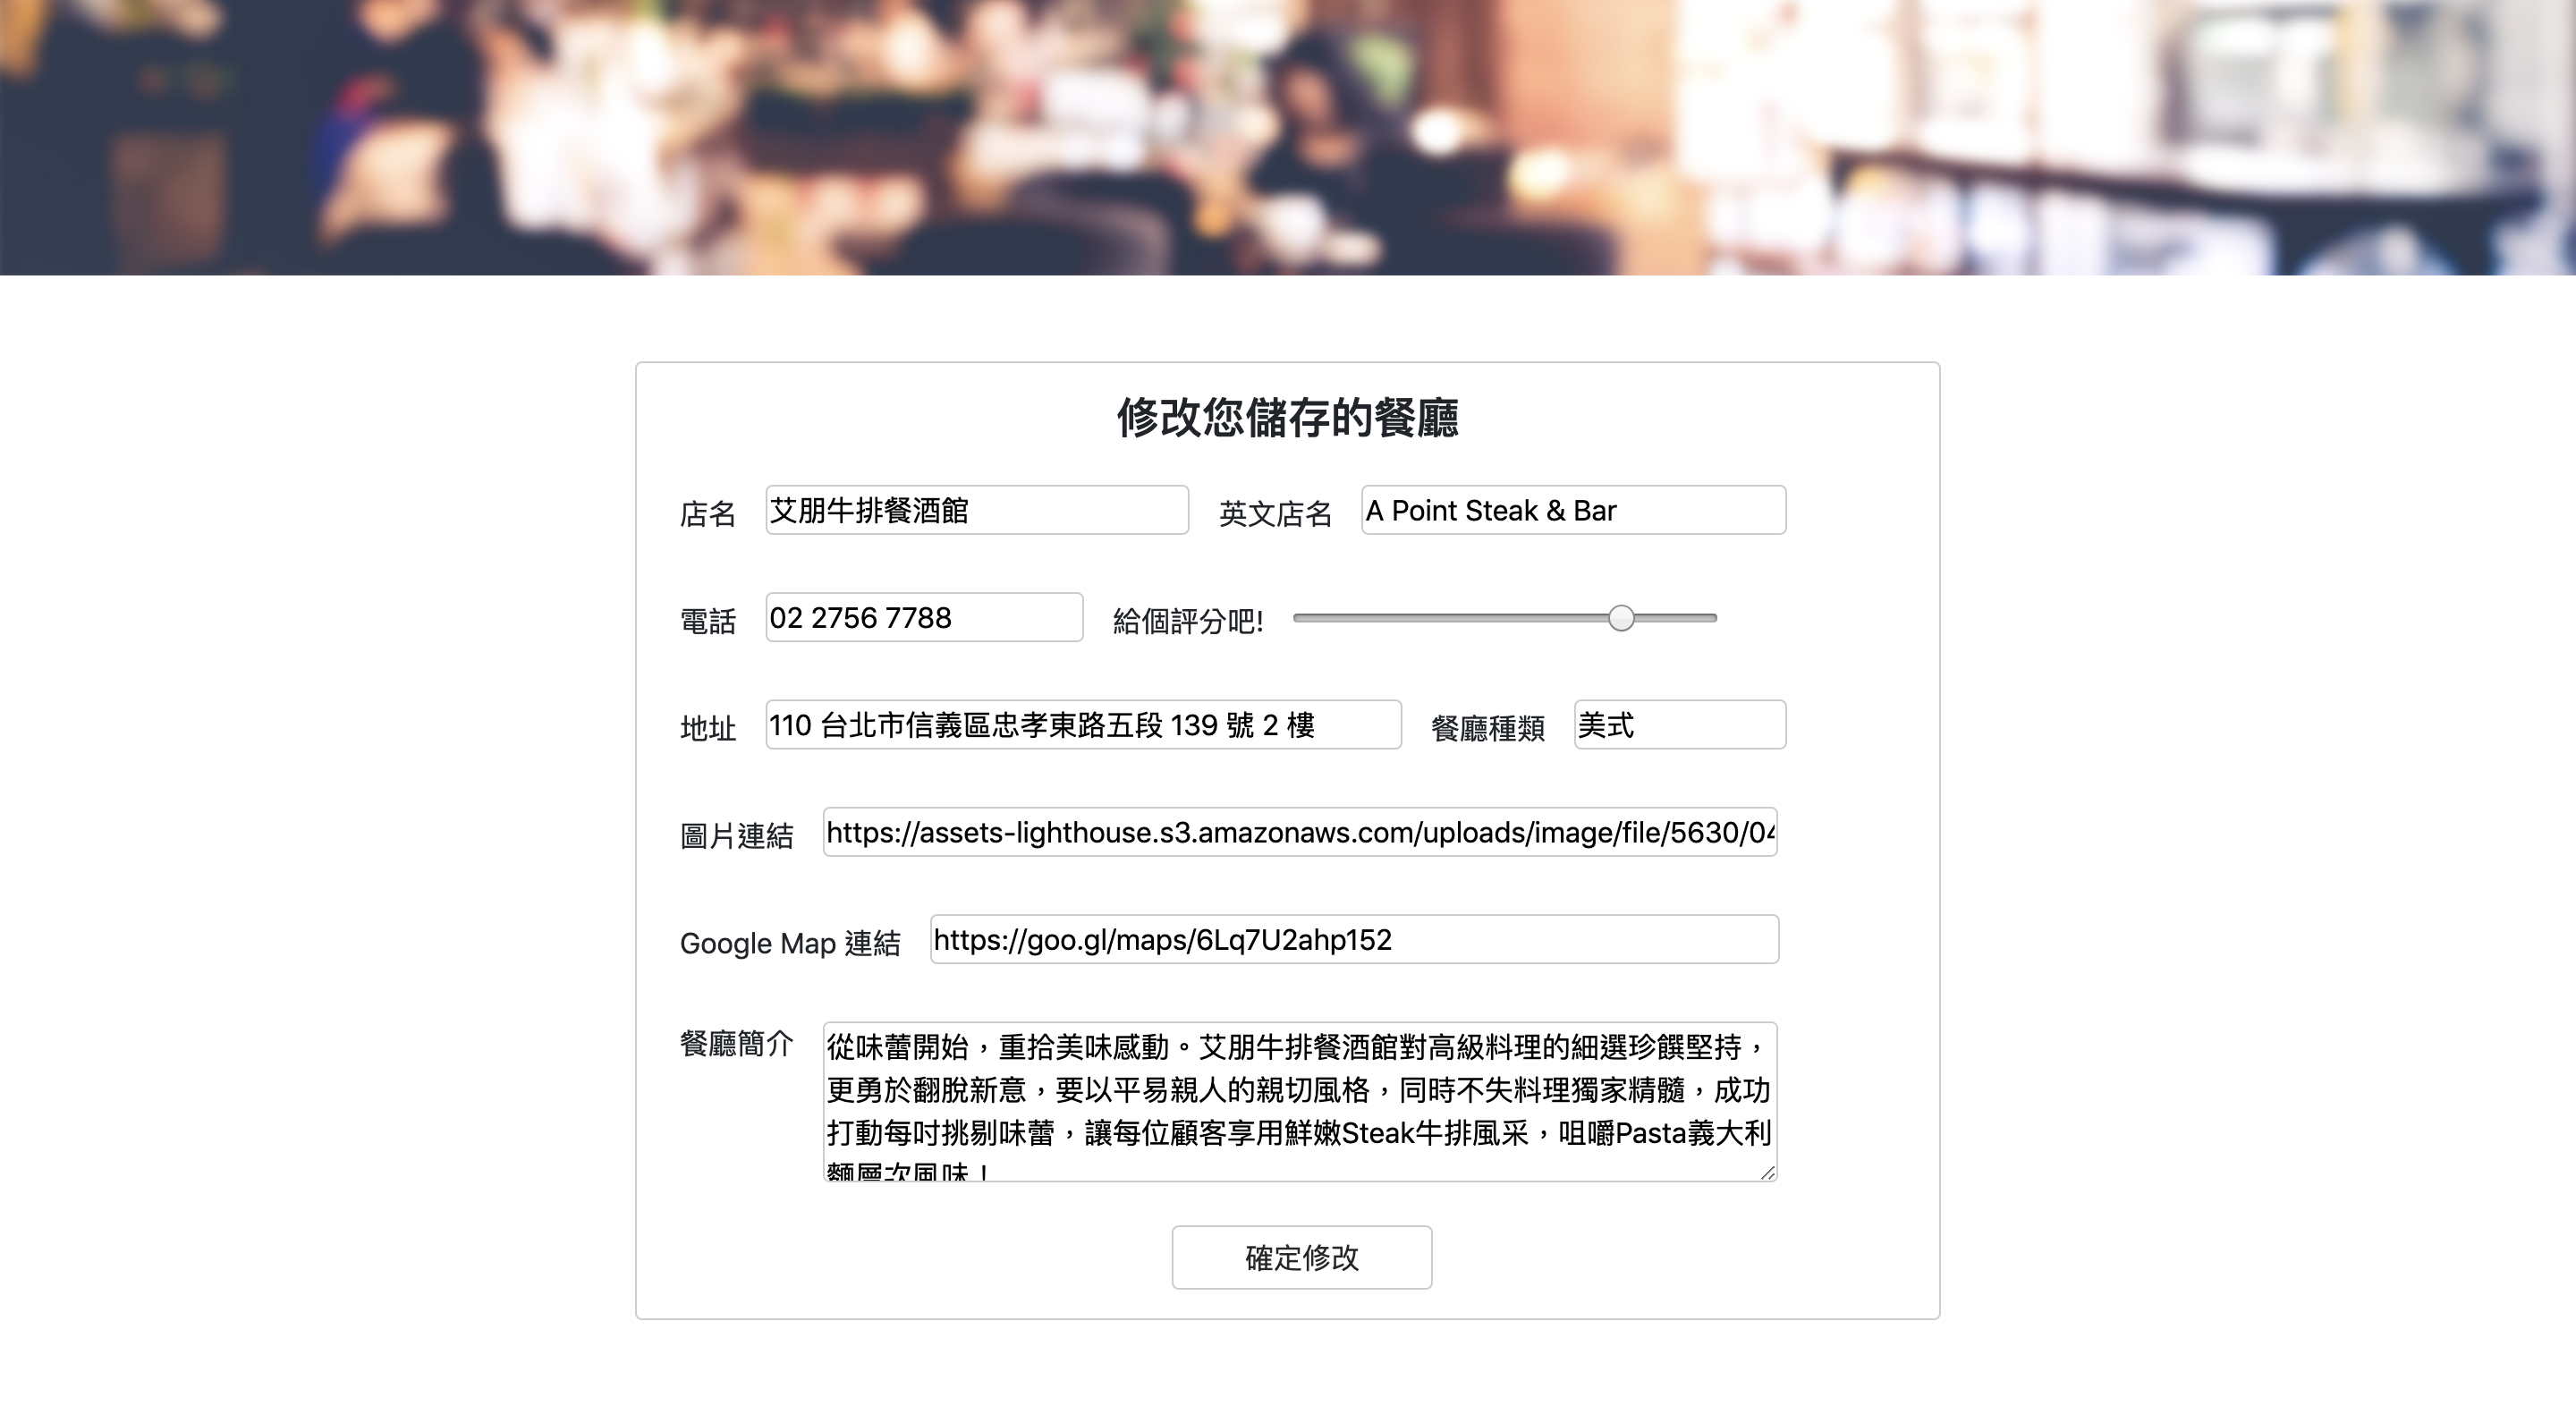 修改您儲存的餐廳
店名 艾朋牛排餐酒館 英文店名 A Point Steak & Bar
電話 02 2756 7788 給個評分吧!
地址 110 台北市信義區忠孝東路五段 139 號 2 樓 餐廳種類 美式
圖片連結 https://assets-lighthouse.s3.amazonaws.com/uploads/image/file/5630/04
Google Map 連結 https://goo.gl/maps/6Lq7U2ahp152
餐廳簡介 從味蕾開始，重拾美味感動。艾朋牛排餐酒館對高級料理的細選珍饌堅持，
更勇於翻脫新意，要以平易親人的親切風格，同時不失料理獨家精髓，成功
打動每吋挑剔味蕾，讓每位顧客享用鮮嫩Steak牛排風采，咀嚼Pasta義大利
麵層次風味！
確定修改